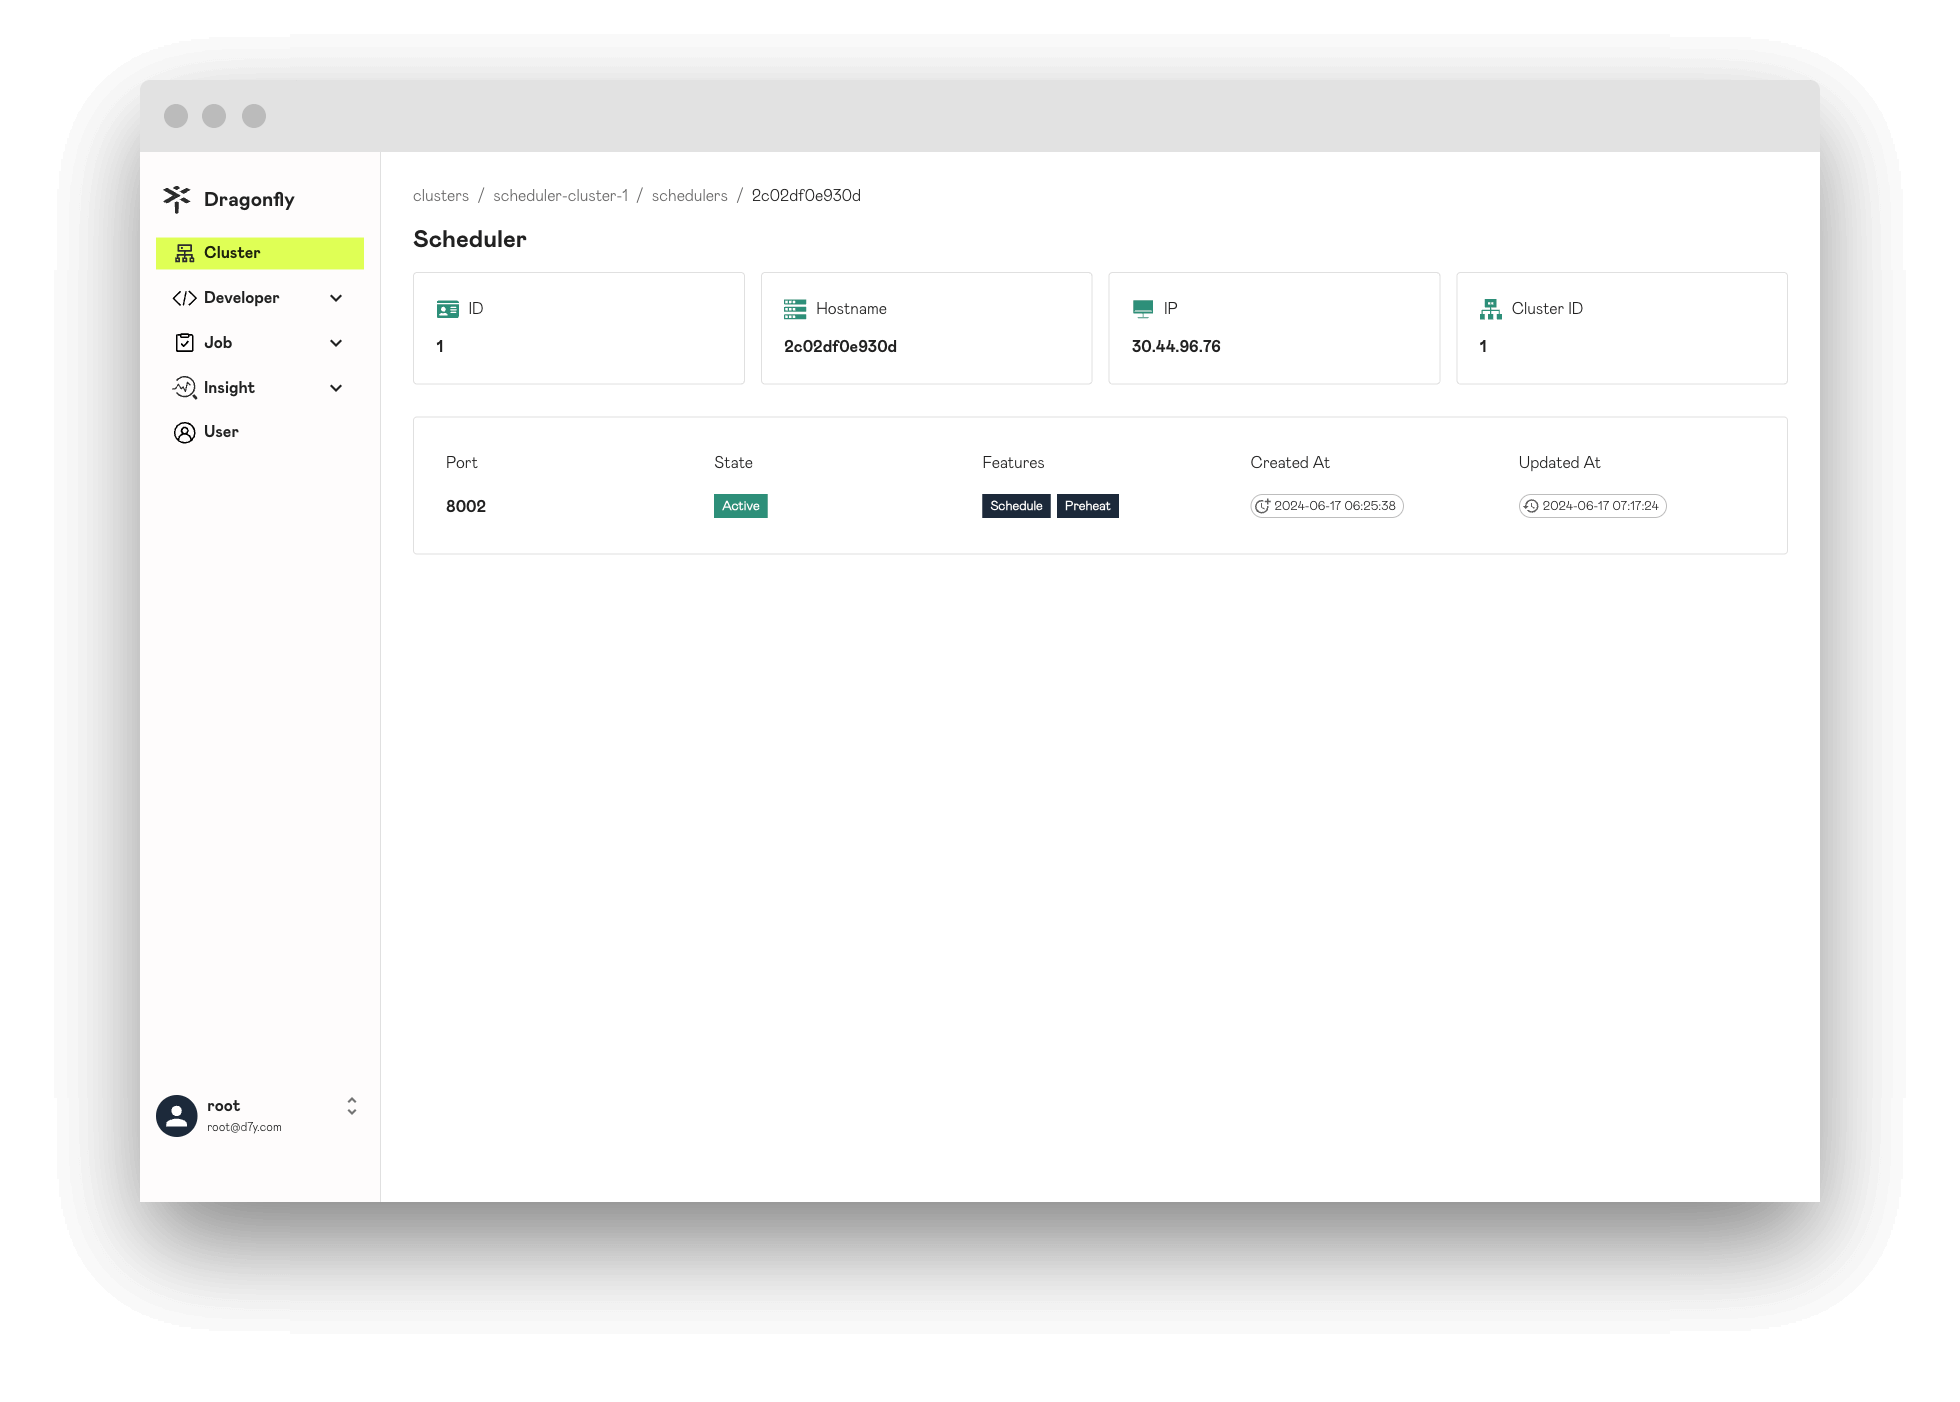 Dragonfly
Cluster
Developer
Job
Insight
User
root
root@d7y.com
clusters / scheduler-cluster-1 / schedulers / 2c02df0e930d
Scheduler
ID
1
Hostname
2c02df0e930d
IP
30.44.96.76
Cluster ID
1
Port State Features Created At Updated At
8002 Active Schedule Preheat 2024-06-17 06:25:38 2024-06-17 07:17:24